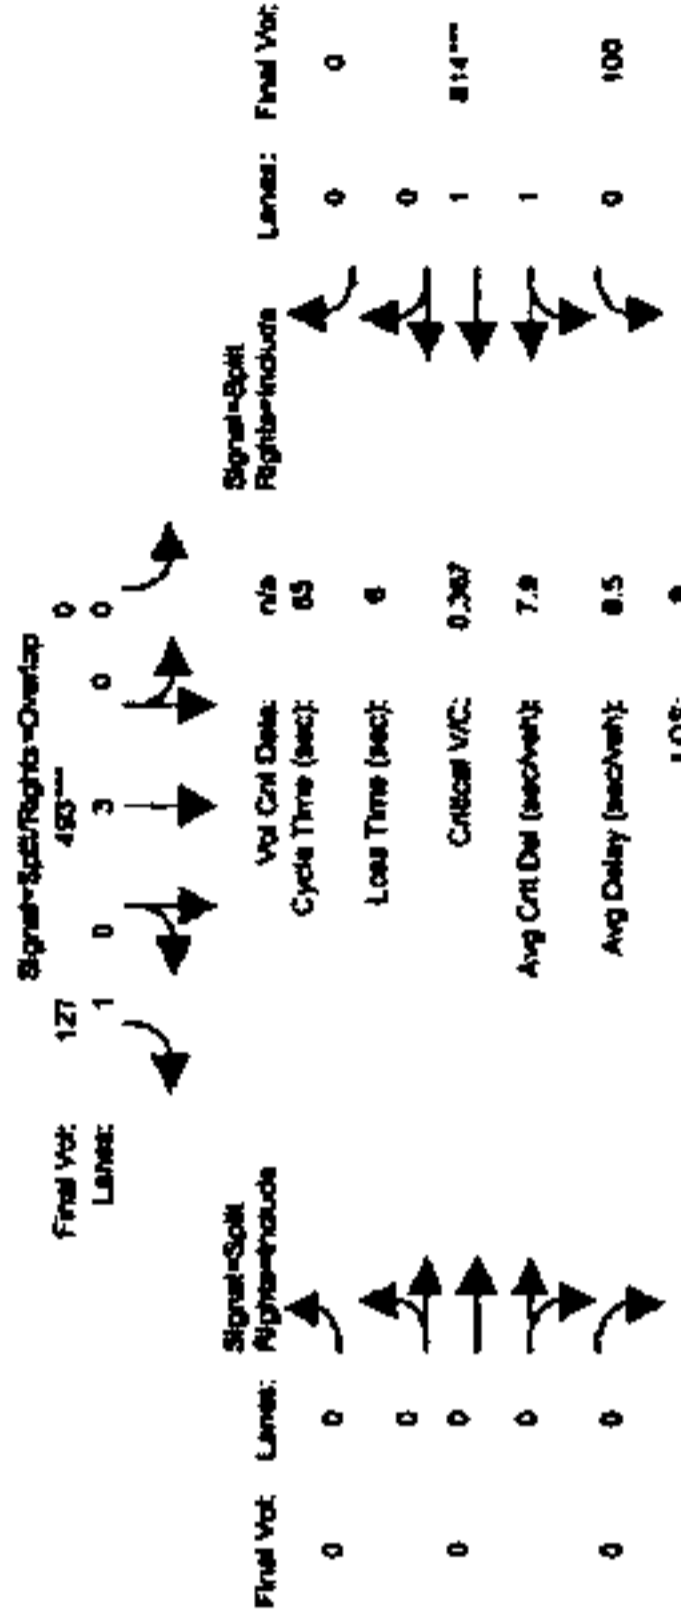 Signal=Split/Rights=Overlap
Final Vol: 127 493*** 0
Lanes: 1 0 3 0 0
Signal=Split
Rights=Include
Signal=Split
Rights=Include
Final Vol: Lanes: Vol Cnt Date: n/a Lanes: Final Vol:
Cycle Time (sec): 65
0 0 0 0
Loss Time (sec): 6
0 0
0 0 Critical V/C: 0.367 1 814***
0 Avg Crit Del (sec/veh): 7.9 1
0 0 Avg Delay (sec/veh): 8.5 0 100
LOS: